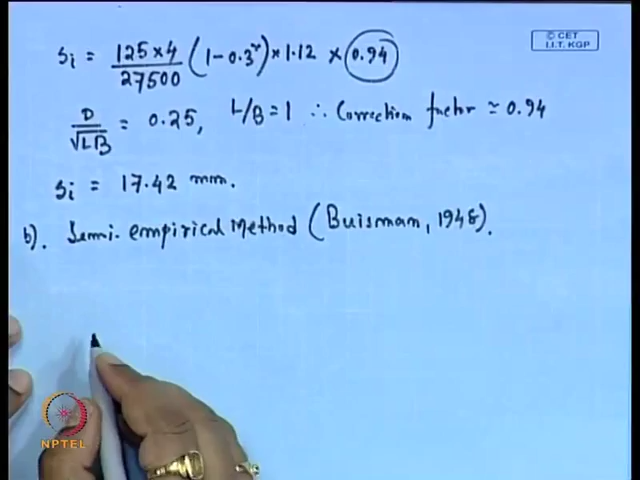 Si = 125×4/27500 (1-0.3²)×1.12 × 0.94
D/√LB = 0.25, L/B=1 ∴ Correction factor ≃ 0.94
Si = 17.42 mm.
b). Semi-empirical Method (Buisman, 1948).
© CET
I.I.T. KGP
NPTEL